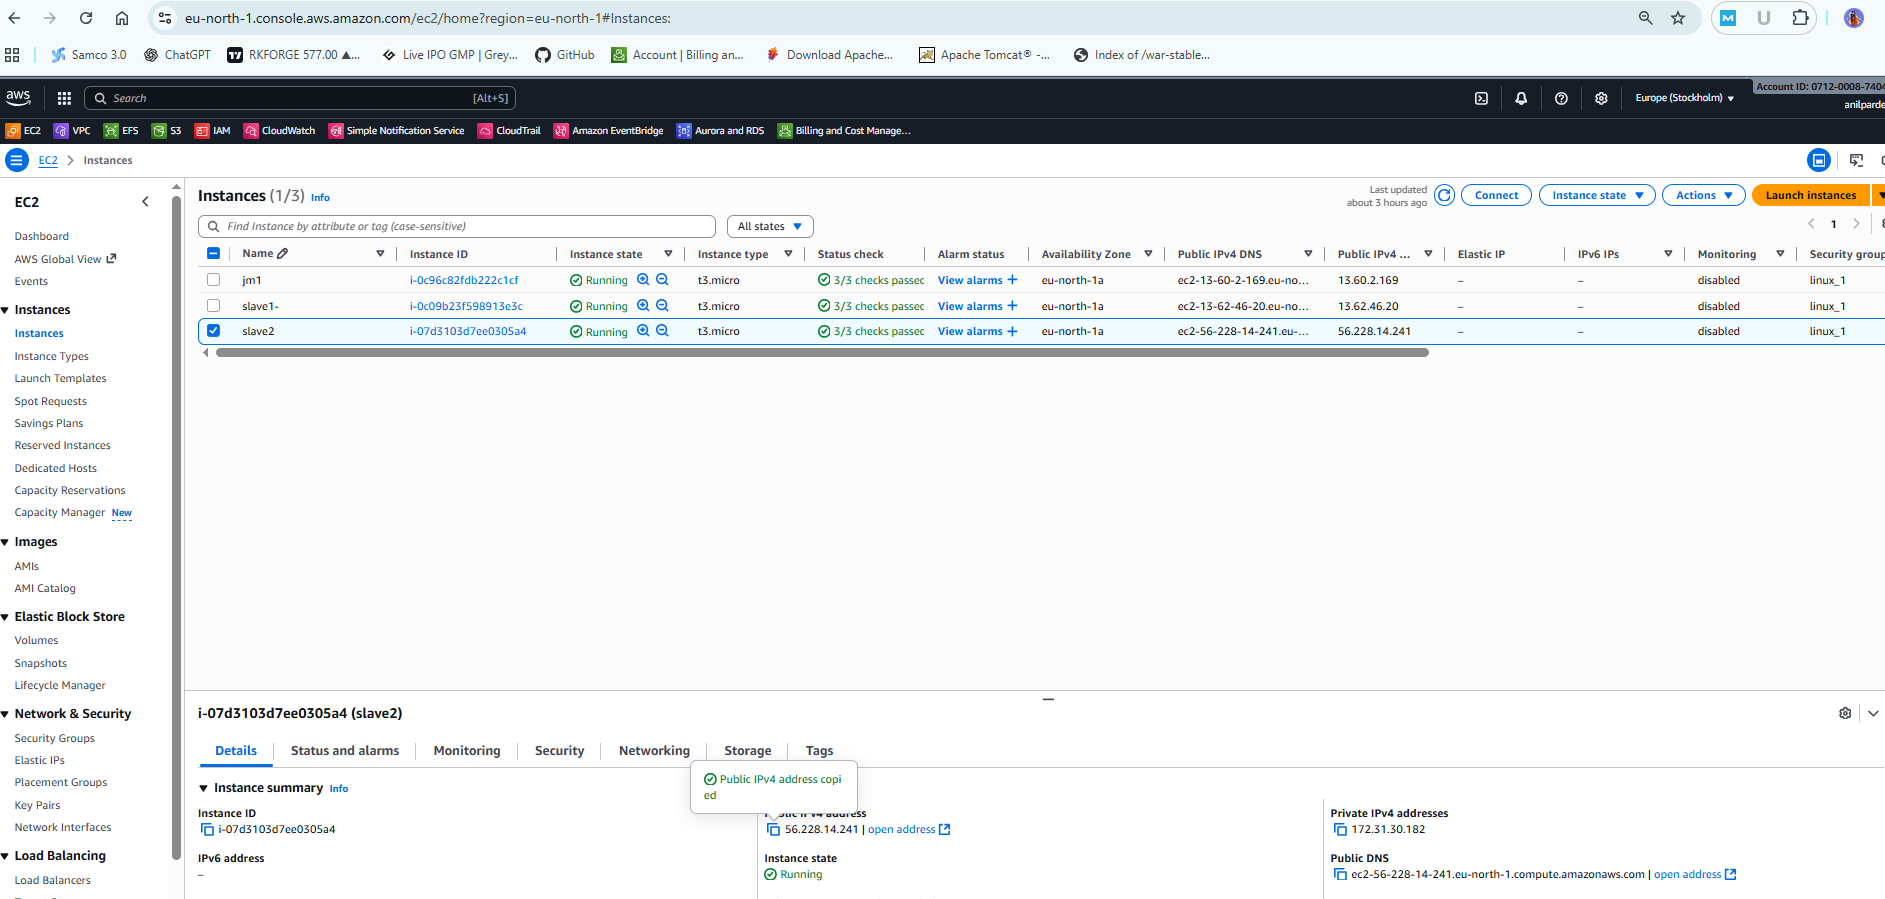 eu-north-1.console.aws.amazon.com/ec2/home?region=eu-north-1#Instances:
M U
Samco 3.0 ChatGPT RKFORGE 577.00 ▲... Live IPO GMP | Grey... GitHub Account | Billing an... Download Apache... Apache Tomcat® -... Index of /war-stable...
aws Search [Alt+S] Europe (Stockholm) Account ID: 0712-0008-7404
anilparde
EC2 VPC EFS S3 IAM CloudWatch Simple Notification Service CloudTrail Amazon EventBridge Aurora and RDS Billing and Cost Manage...
EC2 Instances
EC2
Dashboard
AWS Global View
Events
Instances
Instances
Instance Types
Launch Templates
Spot Requests
Savings Plans
Reserved Instances
Dedicated Hosts
Capacity Reservations
Capacity Manager New
Images
AMIs
AMI Catalog
Elastic Block Store
Volumes
Snapshots
Lifecycle Manager
Network & Security
Security Groups
Elastic IPs
Placement Groups
Key Pairs
Network Interfaces
Load Balancing
Load Balancers
Instances (1/3) Info
Last updated
about 3 hours ago
Connect Instance state Actions Launch instances
Find Instance by attribute or tag (case-sensitive) All states 1
Name Instance ID Instance state Instance type Status check Alarm status Availability Zone Public IPv4 DNS Public IPv4 ... Elastic IP IPv6 IPs Monitoring Security group
jm1 i-0c96c82fdb222c1cf Running t3.micro 3/3 checks passed View alarms + eu-north-1a ec2-13-60-2-169.eu-no... 13.60.2.169 – – disabled linux_1
slave1- i-0c09b23f598913e3c Running t3.micro 3/3 checks passed View alarms + eu-north-1a ec2-13-62-46-20.eu-no... 13.62.46.20 – – disabled linux_1
slave2 i-07d3103d7ee0305a4 Running t3.micro 3/3 checks passed View alarms + eu-north-1a ec2-56-228-14-241.eu-... 56.228.14.241 – – disabled linux_1
i-07d3103d7ee0305a4 (slave2)
Details Status and alarms Monitoring Security Networking Storage Tags
Public IPv4 address copi
ed
Instance summary Info
Instance ID
i-07d3103d7ee0305a4
IPv6 address
–
Public IPv4 address
56.228.14.241 | open address
Instance state
Running
Private IPv4 addresses
172.31.30.182
Public DNS
ec2-56-228-14-241.eu-north-1.compute.amazonaws.com | open address